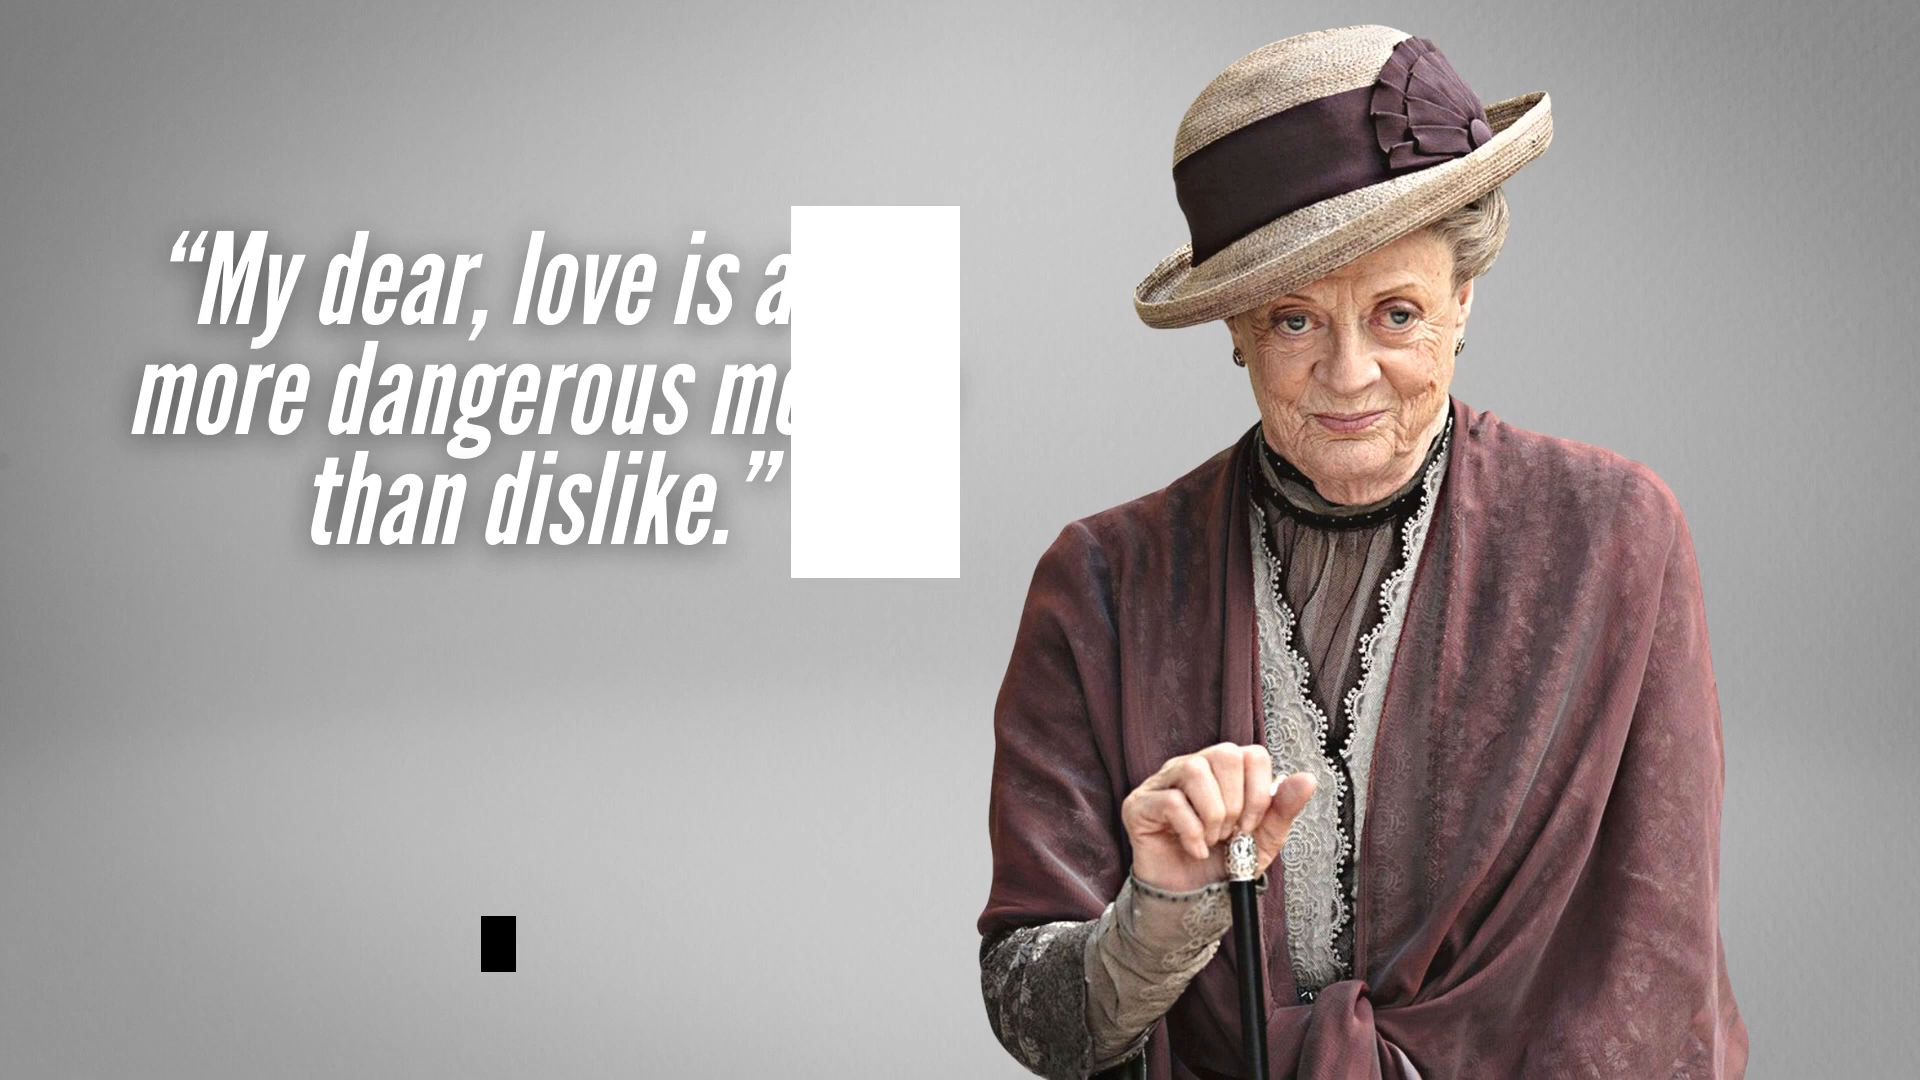 “My dear, love is a
more dangerous
than dislike.”